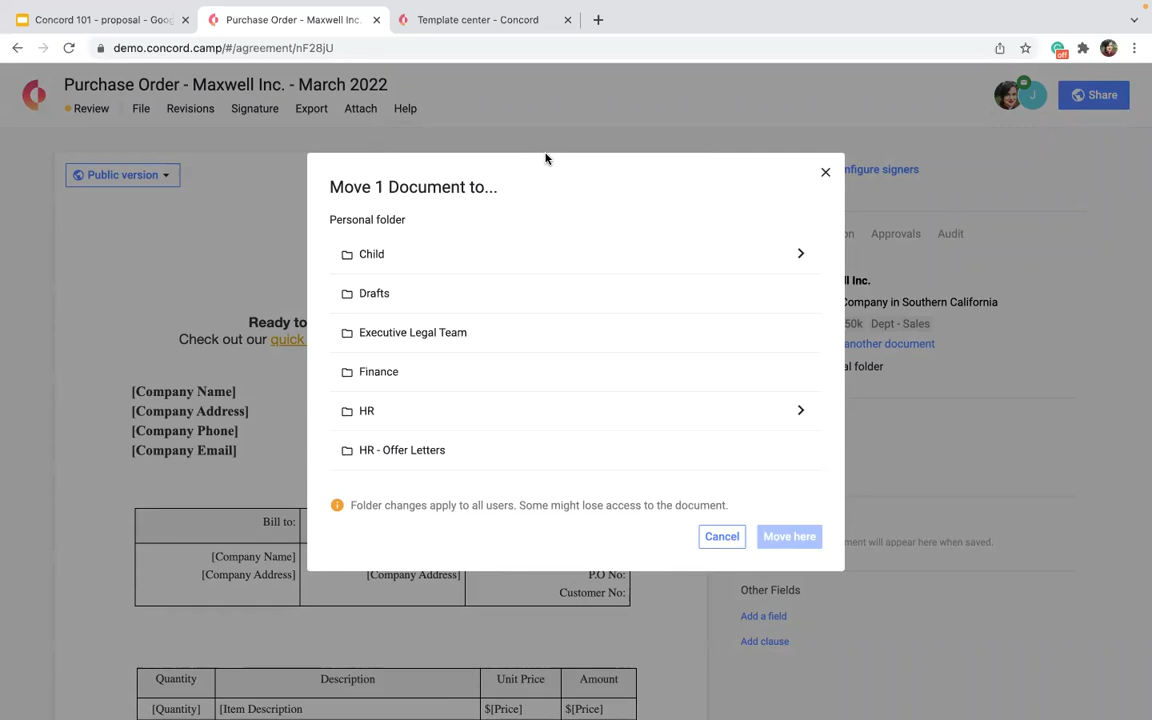 Concord 101 - proposal - Goo
Purchase Order - Maxwell Inc.
Template center - Concord
demo.concord.camp/#/agreement/nF28jU
off
Purchase Order - Maxwell Inc. - March 2022
Review File Revisions Signature Export Attach Help
J
Share
Public version
Move 1 Document to...
Personal folder
Child
Drafts
Executive Legal Team
Finance
HR
HR - Offer Letters
Folder changes apply to all users. Some might lose access to the document.
Cancel Move here
nfigure signers
on Approvals Audit
ll Inc.
Company in Southern California
50k Dept - Sales
another document
al folder
ment will appear here when saved.
Other Fields
Add a field
Add clause
Ready to
Check out our quick
[Company Name]
[Company Address]
[Company Phone]
[Company Email]
Bill to:
[Company Name]
[Company Address] [Company Address] P.O No:
Customer No:
Quantity Description Unit Price Amount
[Quantity] [Item Description $[Price] $[Price]